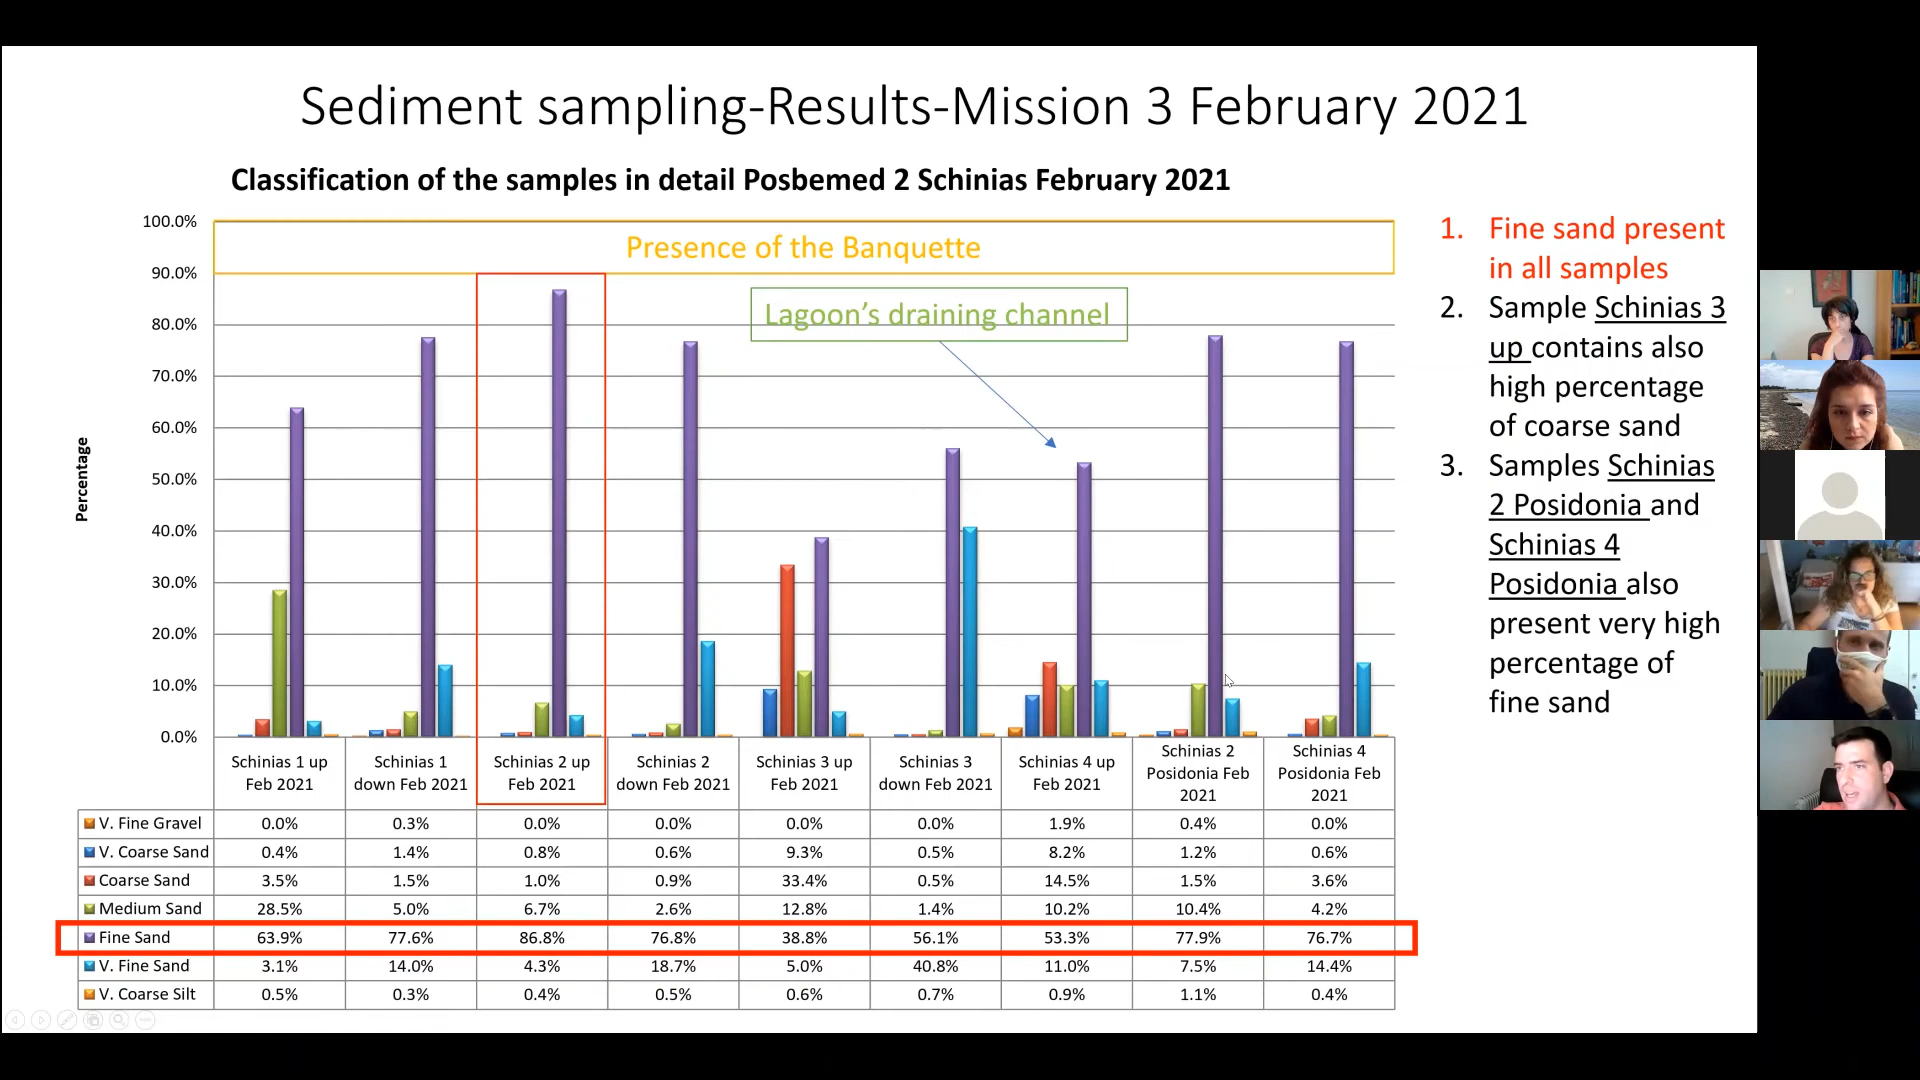 Sediment sampling-Results-Mission 3 February 2021
Classification of the samples in detail Posbemed 2 Schinias February 2021
Percentage
100.0%
90.0%
80.0%
70.0%
60.0%
50.0%
40.0%
30.0%
20.0%
10.0%
0.0%
Presence of the Banquette
Lagoon's draining channel
Schinias 1 up
Feb 2021
Schinias 1
down Feb 2021
Schinias 2 up
Feb 2021
Schinias 2
down Feb 2021
Schinias 3 up
Feb 2021
Schinias 3
down Feb 2021
Schinias 4 up
Feb 2021
Schinias 2
Posidonia Feb
2021
Schinias 4
Posidonia Feb
2021
V. Fine Gravel 0.0% 0.3% 0.0% 0.0% 0.0% 0.0% 1.9% 0.4% 0.0%
V. Coarse Sand 0.4% 1.4% 0.8% 0.6% 9.3% 0.5% 8.2% 1.2% 0.6%
Coarse Sand 3.5% 1.5% 1.0% 0.9% 33.4% 0.5% 14.5% 1.5% 3.6%
Medium Sand 28.5% 5.0% 6.7% 2.6% 12.8% 1.4% 10.2% 10.4% 4.2%
Fine Sand 63.9% 77.6% 86.8% 76.8% 38.8% 56.1% 53.3% 77.9% 76.7%
V. Fine Sand 3.1% 14.0% 4.3% 18.7% 5.0% 40.8% 11.0% 7.5% 14.4%
V. Coarse Silt 0.5% 0.3% 0.4% 0.5% 0.6% 0.7% 0.9% 1.1% 0.4%
1. Fine sand present
in all samples
2. Sample Schinias 3
up contains also
high percentage
of coarse sand
3. Samples Schinias
2 Posidonia and
Schinias 4
Posidonia also
present very high
percentage of
fine sand